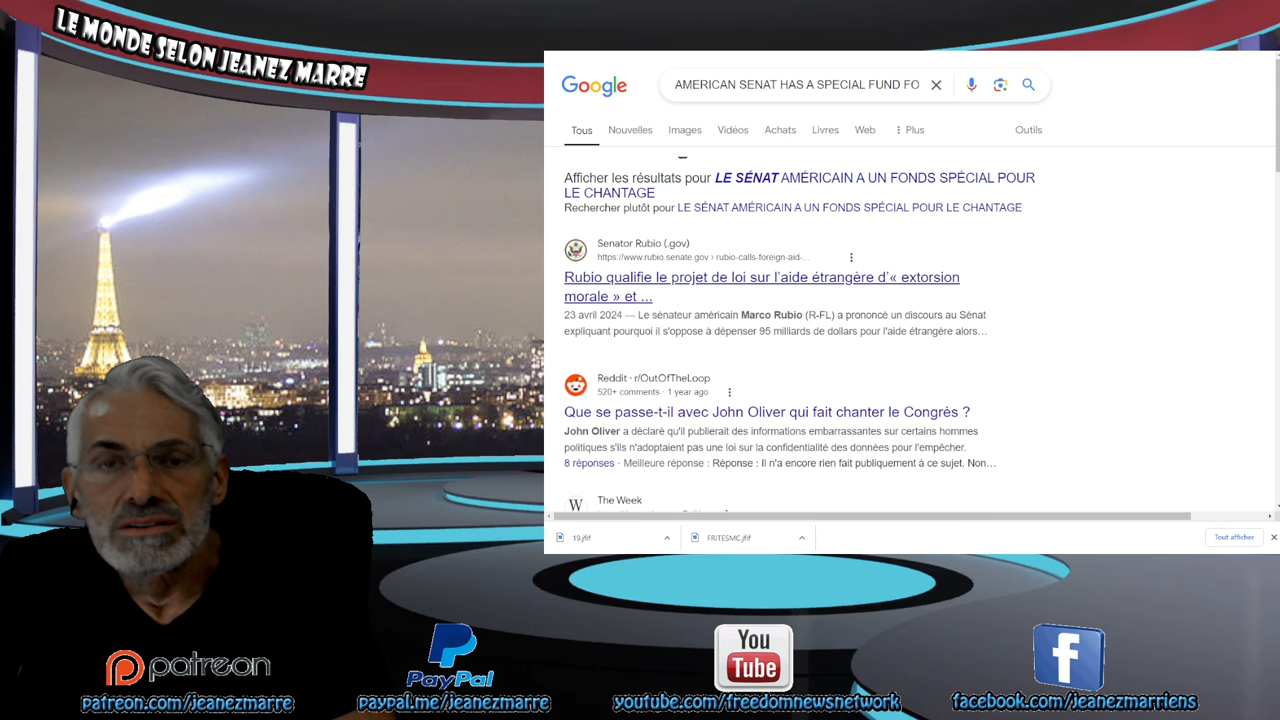 LE MONDE SELON JEANEZ MARRE
Google
AMERICAN SENAT HAS A SPECIAL FUND FO
Tous Nouvelles Images Vidéos Achats Livres Web Plus Outils
Afficher les résultats pour LE SÉNAT AMÉRICAIN A UN FONDS SPÉCIAL POUR
LE CHANTAGE
Rechercher plutôt pour LE SÉNAT AMÉRICAIN A UN FONDS SPÉCIAL POUR LE CHANTAGE
Senator Rubio (.gov)
https://www.rubio.senate.gov › rubio-calls-foreign-aid-...
Rubio qualifie le projet de loi sur l'aide étrangère d'« extorsion
morale » et ...
23 avril 2024 — Le sénateur américain Marco Rubio (R-FL) a prononcé un discours au Sénat
expliquant pourquoi il s'oppose à dépenser 95 milliards de dollars pour l'aide étrangère alors...
Reddit · r/OutOfTheLoop
520+ comments · 1 year ago
Que se passe-t-il avec John Oliver qui fait chanter le Congrès ?
John Oliver a déclaré qu'il publierait des informations embarrassantes sur certains hommes
politiques s'ils n'adoptaient pas une loi sur la confidentialité des données pour l'empêcher.
8 réponses · Meilleure réponse : Réponse : Il n'a encore rien fait publiquement à ce sujet. Non...
W The Week
19.jfif
FRITESMC.jfif
Tout afficher
patreon
PayPal
You
Tube
f
patreon.com/jeanezmarre
paypal.me/jeanezmarre
youtube.com/freedomnewsnetwork
facebook.com/jeanezmarriens